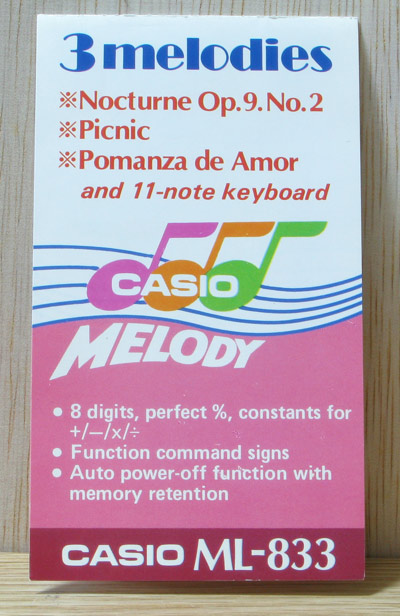 3 melodies
※Nocturne Op.9.No.2
※Picnic
※Pomanza de Amor
and 11-note keyboard
CASIO
MELODY
● 8 digits, perfect %, constants for
+/−/x/÷
● Function command signs
● Auto power-off function with
memory retention
CASIO ML-833